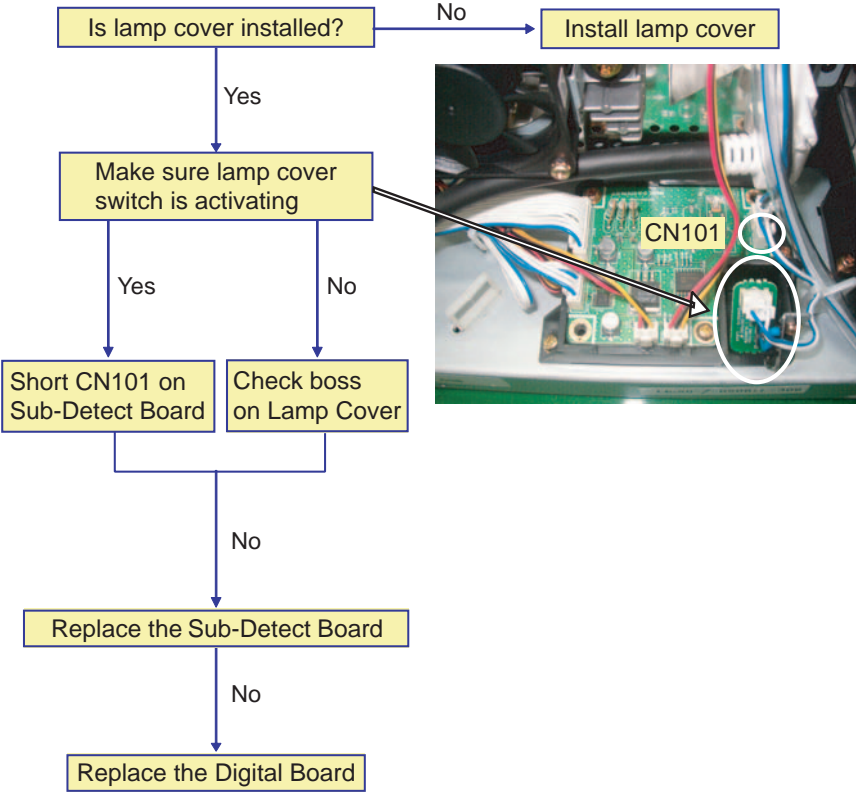 Is lamp cover installed?
No
Install lamp cover
Yes
Make sure lamp cover
switch is activating
CN101
Yes
No
Short CN101 on
Sub-Detect Board
Check boss
on Lamp Cover
No
Replace the Sub-Detect Board
No
Replace the Digital Board